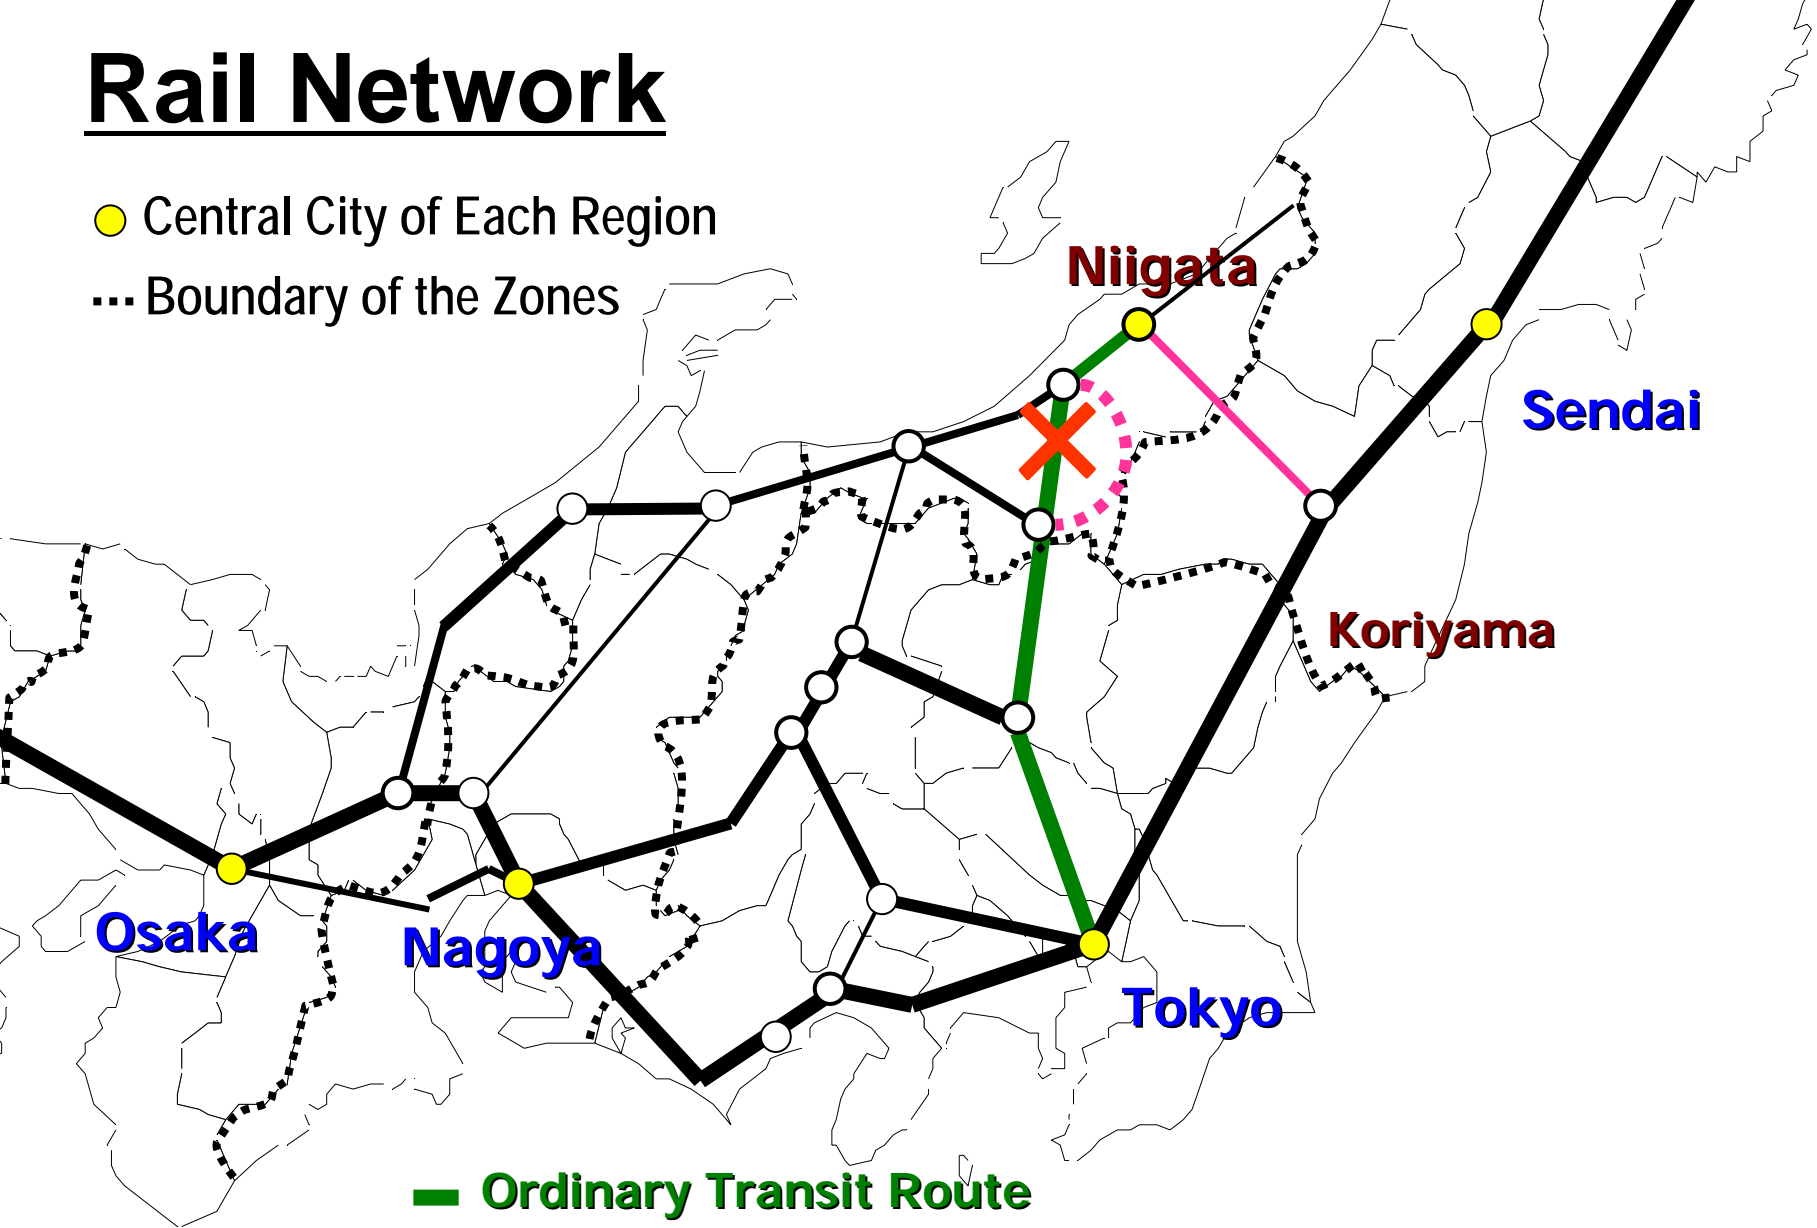 Rail Network
Central City of Each Region
Boundary of the Zones
Niigata
Sendai
Koriyama
Osaka
Nagoya
Tokyo
Ordinary Transit Route